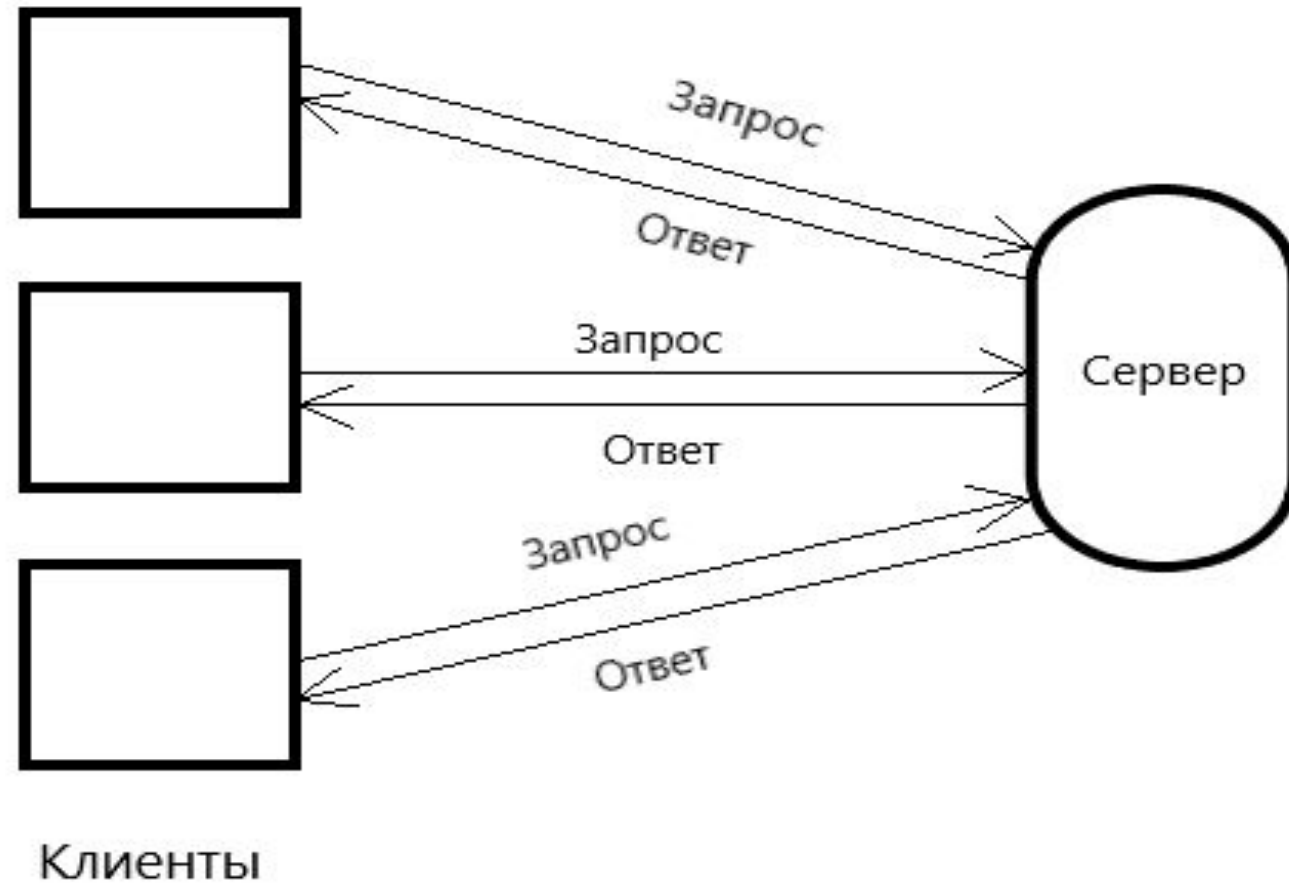 Запрос
Ответ
Запрос
Сервер
Ответ
Запрос
Ответ
Клиенты